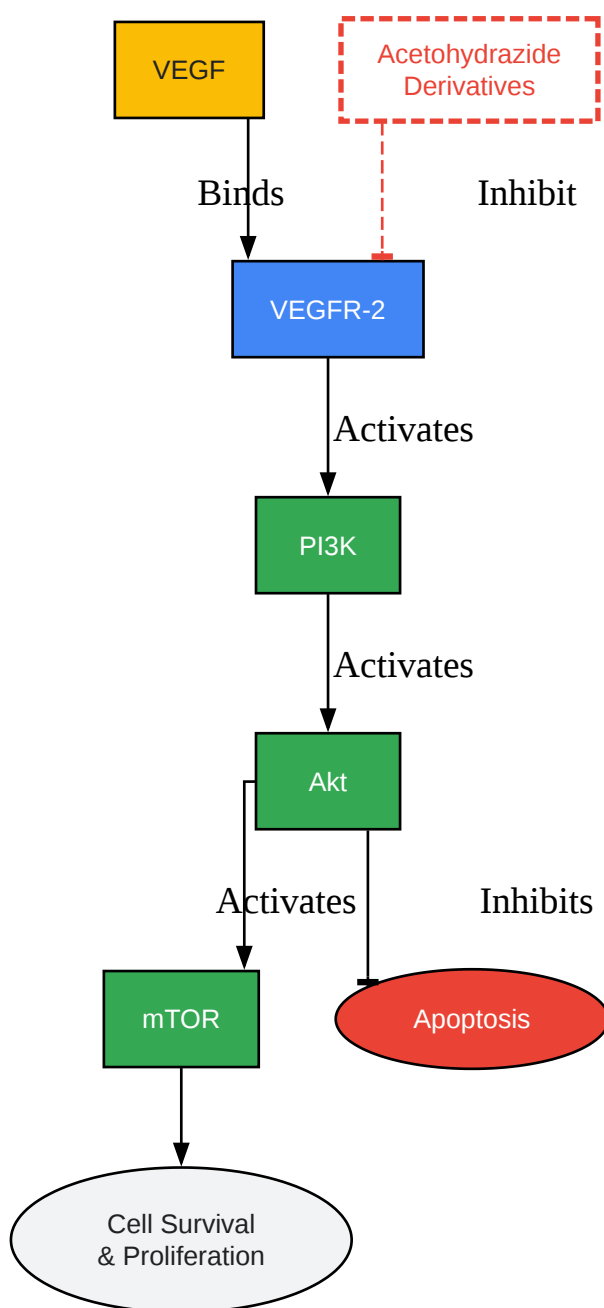 VEGF
Acetohydrazide
Derivatives
Binds
Inhibit
VEGFR-2
Activates
PI3K
Activates
Akt
Activates
Inhibits
mTOR
Apoptosis
Cell Survival
& Proliferation